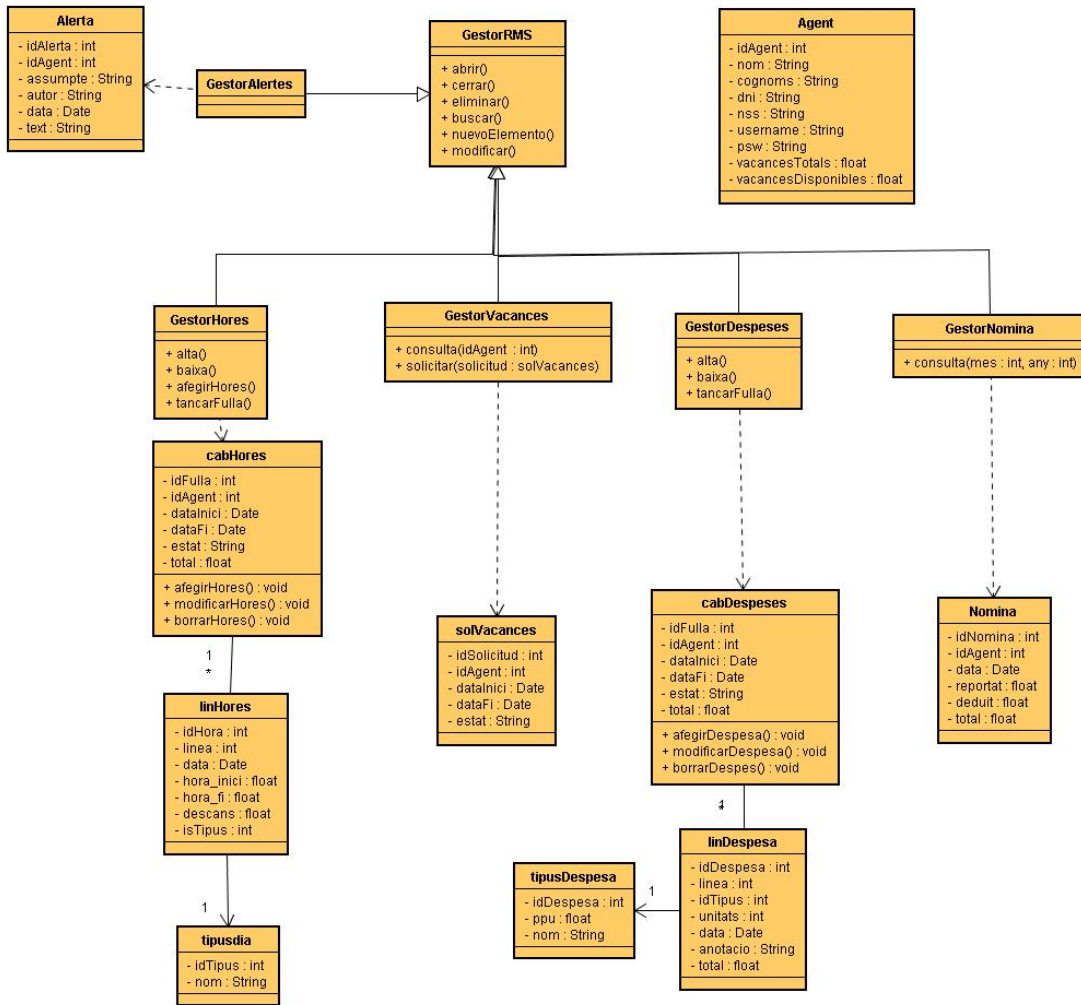 Alerta
- idAlerta : int
- idAgent : int
- assumpte : String
- autor : String
- data : Date
- text : String
GestorAlertes
GestorRMS
+ abrir()
+ cerrar()
+ eliminar()
+ buscar()
+ nuevoElemento()
+ modificar()
Agent
- idAgent : int
- nom : String
- cognoms : String
- dni : String
- nss : String
- username : String
- psw : String
- vacancesTotals : float
- vacancesDisponibles : float
GestorHores
+ alta()
+ baixa()
+ afegirHores()
+ tancarFulla()
GestorVacances
+ consulta(idAgent : int)
+ solicitar(solicitud : solVacances)
GestorDespeses
+ alta()
+ baixa()
+ tancarFulla()
GestorNomina
+ consulta(mes : int, any : int)
cabHores
- idFulla : int
- idAgent : int
- dataInici : Date
- dataFi : Date
- estat : String
- total : float
+ afegirHores() : void
+ modificarHores() : void
+ borrarHores() : void
1
*
linHores
- idHora : int
- linea : int
- data : Date
- hora_inici : float
- hora_fi : float
- descans : float
- isTipus : int
1
tipusdia
- idTipus : int
- nom : String
solVacances
- idSolicitud : int
- idAgent : int
- dataInici : Date
- dataFi : Date
- estat : String
cabDespeses
- idFulla : int
- idAgent : int
- dataInici : Date
- dataFi : Date
- estat : String
- total : float
+ afegirDespesa() : void
+ modificarDespesa() : void
+ borrarDespes() : void
Nomina
- idNomina : int
- idAgent : int
- data : Date
- reportat : float
- deduit : float
- total : float
linDespesa
- idDespesa : int
- linea : int
- idTipus : int
- unitats : int
- data : Date
- anotacio : String
- total : float
1
tipusDespesa
- idDespesa : int
- ppu : float
- nom : String